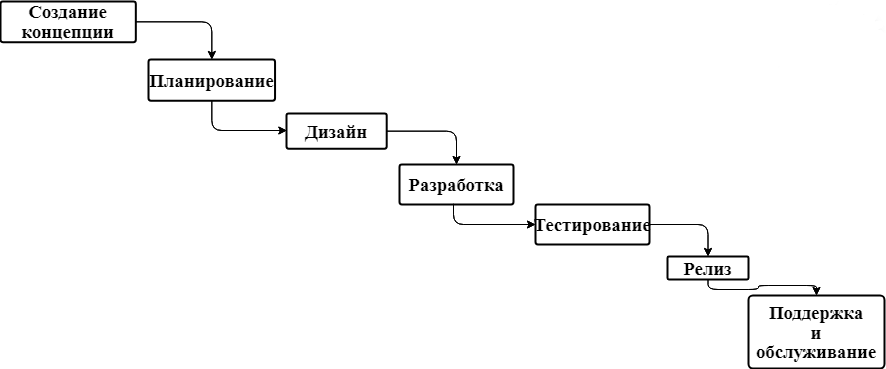 Создание
концепции
Планирование
Дизайн
Разработка
Тестирование
Релиз
Поддержка
и
обслуживание